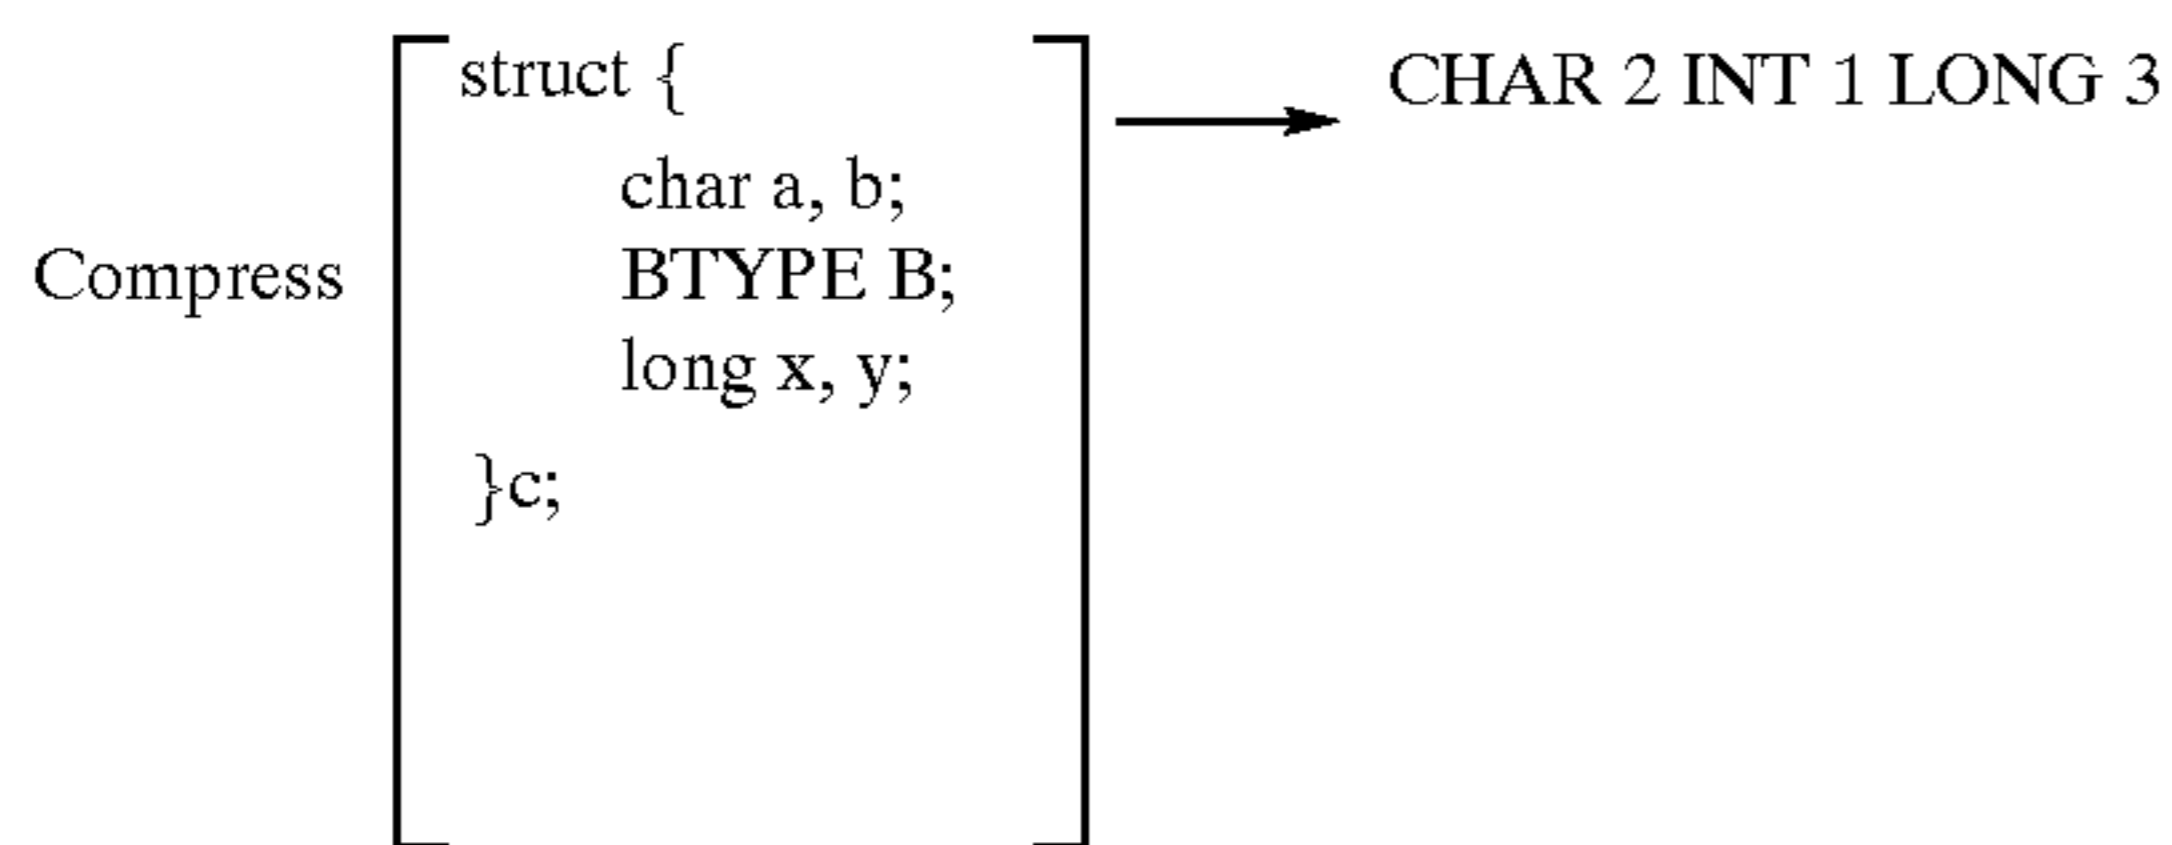 struct {
CHAR 2 INT 1 LONG 3
char a, b;
Compress
BTYPE B;
long x, y;
}c;